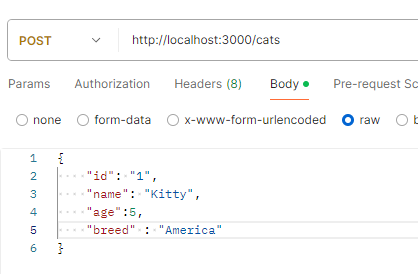 POST http://localhost:3000/cats
Params Authorization Headers (8) Body Pre-request Sc
none form-data x-www-form-urlencoded raw b
1 {
2 "id": "1",
3 "name": "Kitty",
4 "age":5,
5 "breed" : "America"
6 }